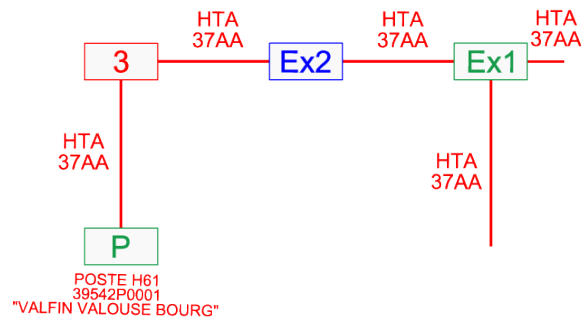 HTA
37AA
HTA
37AA
HTA
37AA
3
Ex2
Ex1
HTA
37AA
HTA
37AA
P
POSTE H61
39542P0001
"VALFIN VALOUSE BOURG"